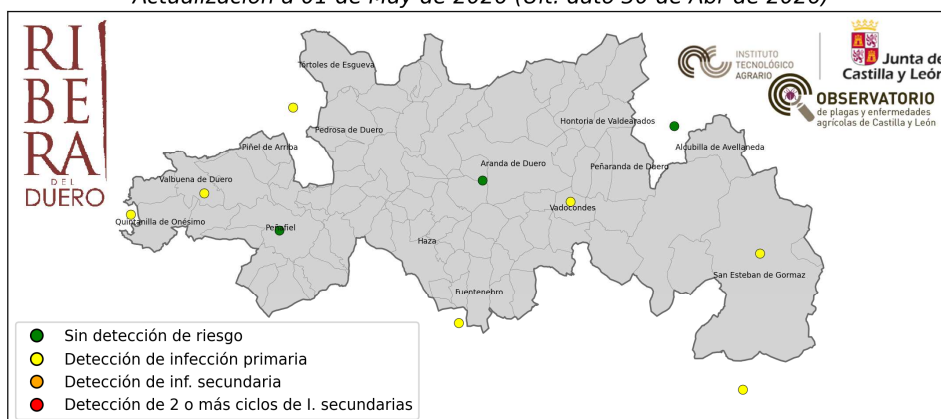 Actualización a 01 de May de 2026 (Ult. dato 30 de Abr de 2026)
RI
BE
RA
DEL
DUERO
INSTITUTO
TECNOLÓGICO
AGRARIO
Junta de
Castilla y León
OBSERVATORIO
de plagas y enfermedades
agrícolas de Castilla y León
Tórtoles de Esgueva
Pedrosa de Duero
Hontoria de Valdearados
Piñel de Arriba
Alcubilla de Avellaneda
Aranda de Duero
Peñaranda de Duero
Valbuena de Duero
Vadocondes
Quintanilla de Onésimo
Peñafiel
Haza
San Esteban de Gormaz
Fuentenebro
Sin detección de riesgo
Detección de infección primaria
Detección de inf. secundaria
Detección de 2 o más ciclos de I. secundarias